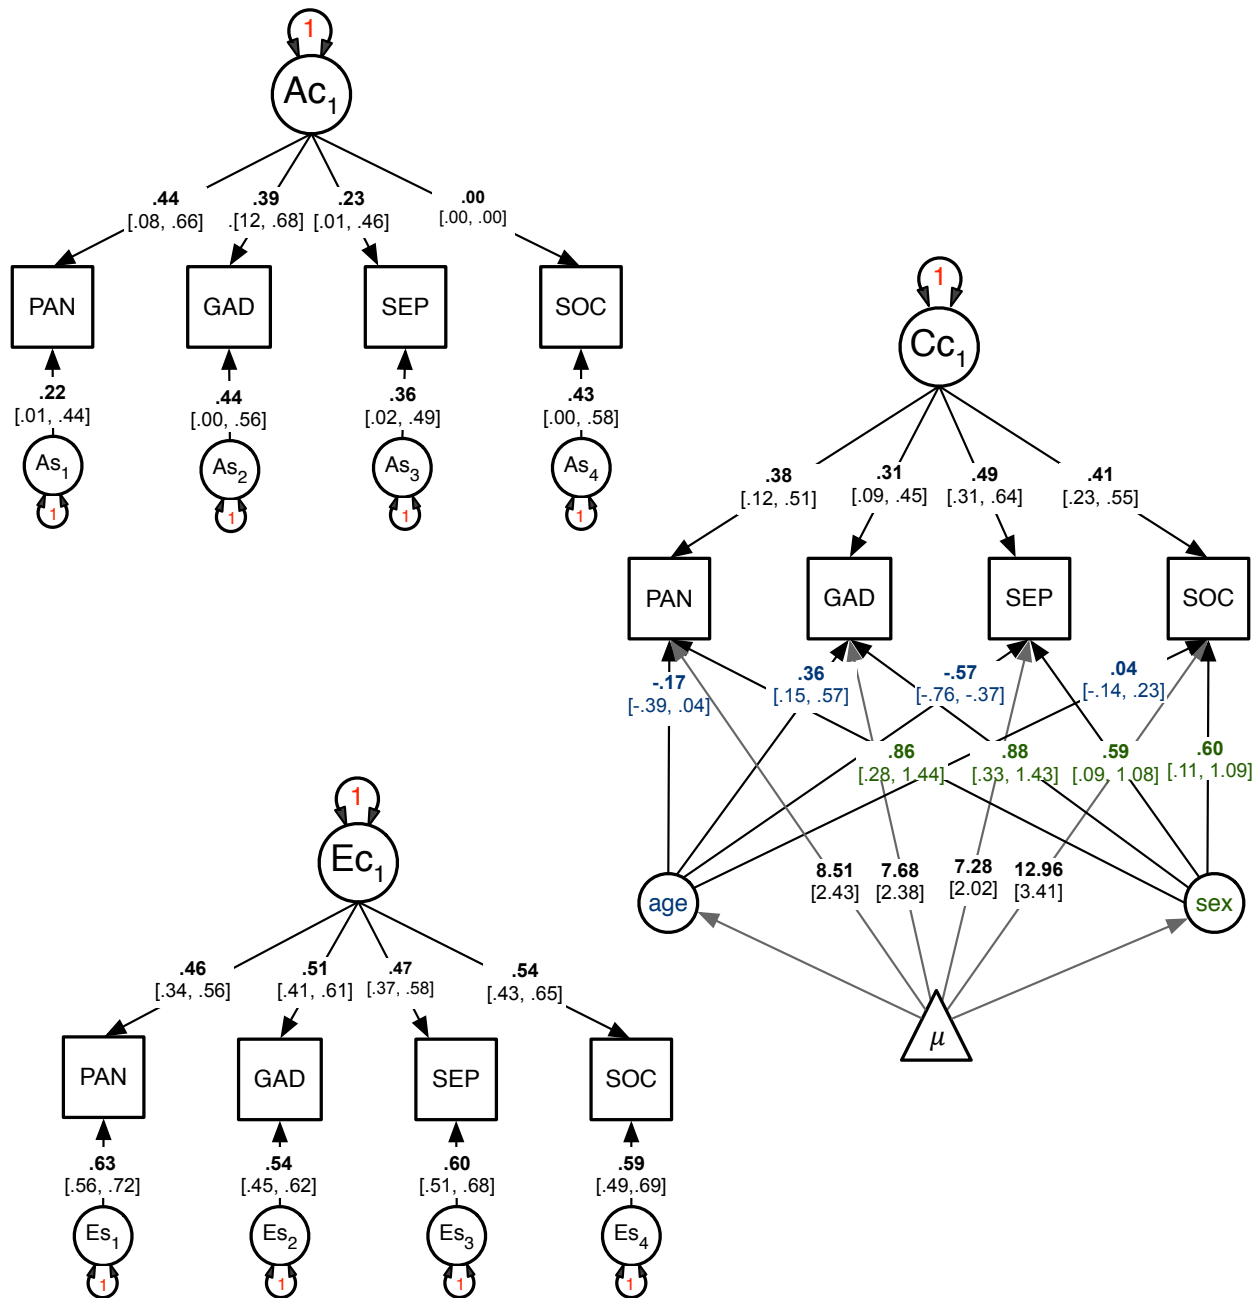 1
Ac1
.44 .39 .23 .00
[.08, .66] .[12, .68] [.01, .46] [.00, .00]
PAN GAD SEP SOC
.22 .44 .36 .43
[.01, .44] [.00, .56] [.02, .49] [.00, .58]
As1 As2 As3 As4
1 1 1 1
1
Cc1
.38 .31 .49 .41
[.12, .51] [.09, .45] [.31, .64] [.23, .55]
PAN GAD SEP SOC
-.17 .36 -.57 .04
[-.39, .04] [.15, .57] [-.76, -.37] [-.14, .23]
.86 .88 .59 .60
[.28, 1.44] [.33, 1.43] [.09, 1.08] [.11, 1.09]
8.51 7.68 7.28 12.96
[2.43] [2.38] [2.02] [3.41]
age sex
μ
1
Ec1
.46 .51 .47 .54
[.34, .56] [.41, .61] [.37, .58] [.43, .65]
PAN GAD SEP SOC
.63 .54 .60 .59
[.56, .72] [.45, .62] [.51, .68] [.49,.69]
Es1 Es2 Es3 Es4
1 1 1 1